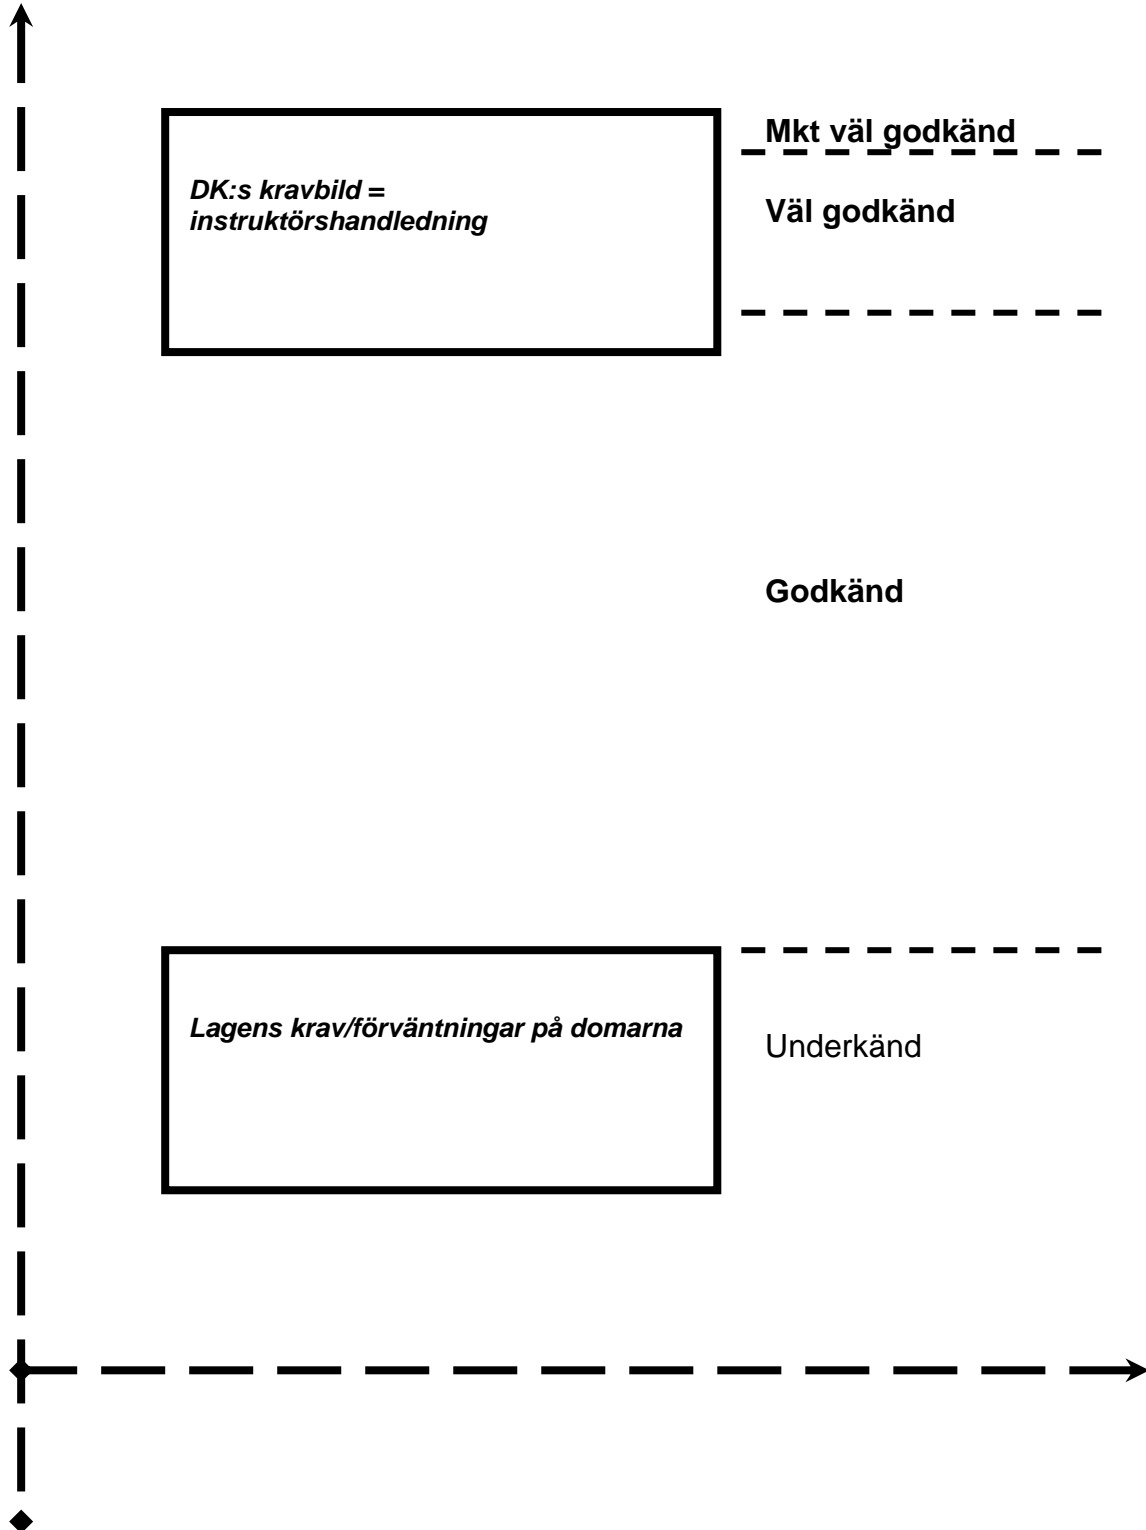 Mkt väl godkänd
DK:s kravbild =
instruktörshandledning
Väl godkänd
Godkänd
Lagens krav/förväntningar på domarna
Underkänd